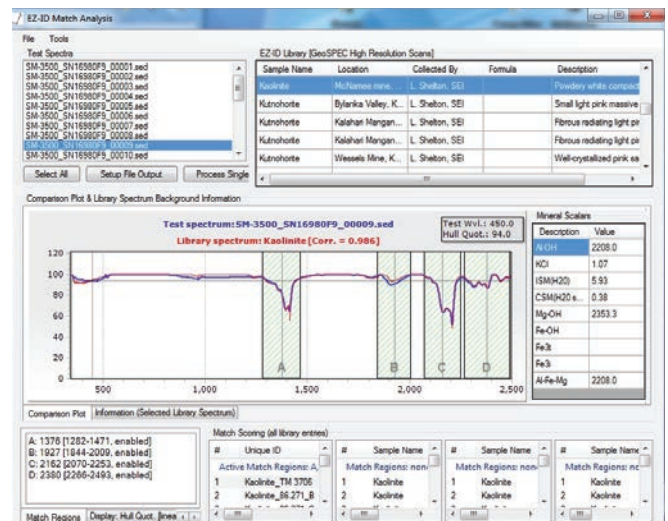 EZ-ID Match Analysis
File Tools
Test Spectra
SM-3500_SN16980F9_00001.sed
SM-3500_SN16980F9_00002.sed
SM-3500_SN16980F9_00003.sed
SM-3500_SN16980F9_00004.sed
SM-3500_SN16980F9_00005.sed
SM-3500_SN16980F9_00006.sed
SM-3500_SN16980F9_00007.sed
SM-3500_SN16980F9_00008.sed
SM-3500_SN16980F9_00009.sed
SM-3500_SN16980F9_00010.sed
Select All Setup File Output Process Single
EZ-ID Library [GeoSPEC High Resolution Scans]
Sample Name Location Collected By Formula Description
Kaolinite McNamee mine, ... L. Shelton, SEI Powdery white compact
Kutnohorite Bylanka Valley, K... L. Shelton, SEI Small light pink massive
Kutnohorite Kalahari Mangan... L. Shelton, SEI Fibrous radiating light pir
Kutnohorite Kalahari Mangan... L. Shelton, SEI Fibrous radiating light pir
Kutnohorite Wessels Mine, K... L. Shelton, SEI Well-crystallized pink sa
Comparison Plot & Library Spectrum Background Information
Test spectrum: SM-3500_SN16980F9_00009.sed
Library spectrum: Kaolinite [Corr. = 0.986]
Test Wvl.: 450.0
Hull Quot.: 94.0
120
100
80
60
40
20
0
A B C D
500 1,000 1,500 2,000 2,500
Mineral Scalars
Description Value
Al-OH 2208.0
KCI 1.07
ISM(H20) 5.93
CSM(H20 e... 0.38
Mg-OH 2353.3
Fe-OH
Fe3t
Fe3i
Al-Fe-Mg 2208.0
Comparison Plot Information (Selected Library Spectrum)
A: 1376 [1282-1471, enabled]
B: 1927 [1844-2009, enabled]
C: 2162 [2070-2253, enabled]
D: 2380 [2266-2493, enabled]
Match Regions Display: Hull Quot. [linea
Match Scoring (all library entries)
# Unique ID # Sample Name # Sample Name # Sample Name
Active Match Regions: A, Match Regions: non Match Regions: non Match Regions: non
1 Kaolinite_TM 3706 1 Kaolinite 1 Kaolinite 1 Kaolinite
2 Kaolinite_86.271_B 2 Kaolinite 2 Kaolinite 2 Kaolinite